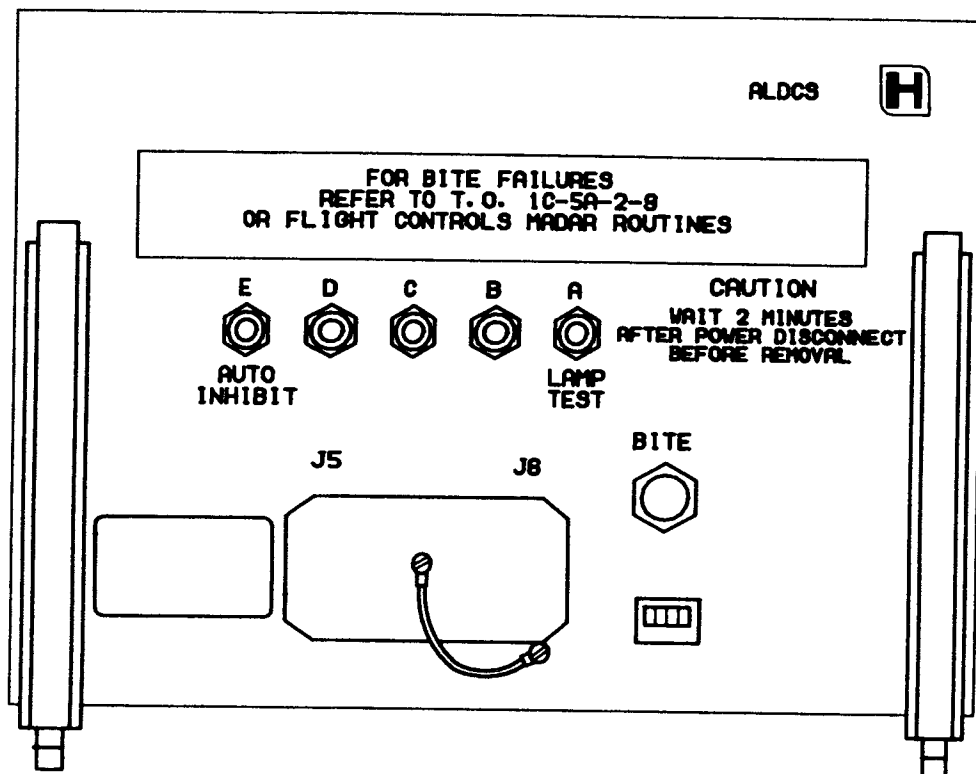 ALDCS H
FOR BITE FAILURES
REFER TO T.O. 1C-5A-2-8
OR FLIGHT CONTROLS MADAR ROUTINES
E D C B A
AUTO
INHIBIT
LAMP
TEST
CAUTION
WAIT 2 MINUTES
AFTER POWER DISCONNECT
BEFORE REMOVAL
BITE
J5 J6